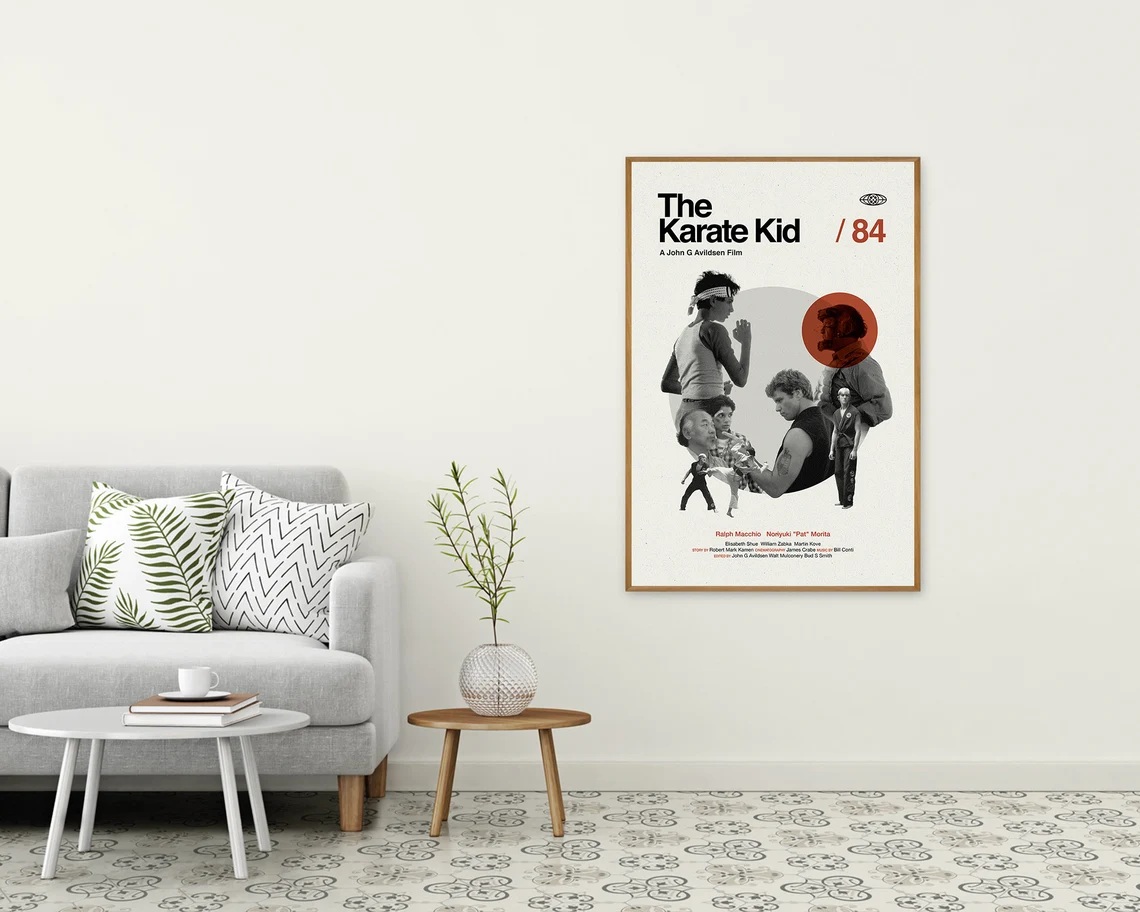 The
Karate Kid / 84
A John G Avildsen Film
Ralph Macchio Noriyuki "Pat" Morita
Elisabeth Shue William Zabka Martin Kove
STORY BY Robert Mark Kamen CINEMATOGRAPHY James Crabe MUSIC BY Bill Conti
EDITED BY John G Avildsen Walt Mulconery Bud S Smith